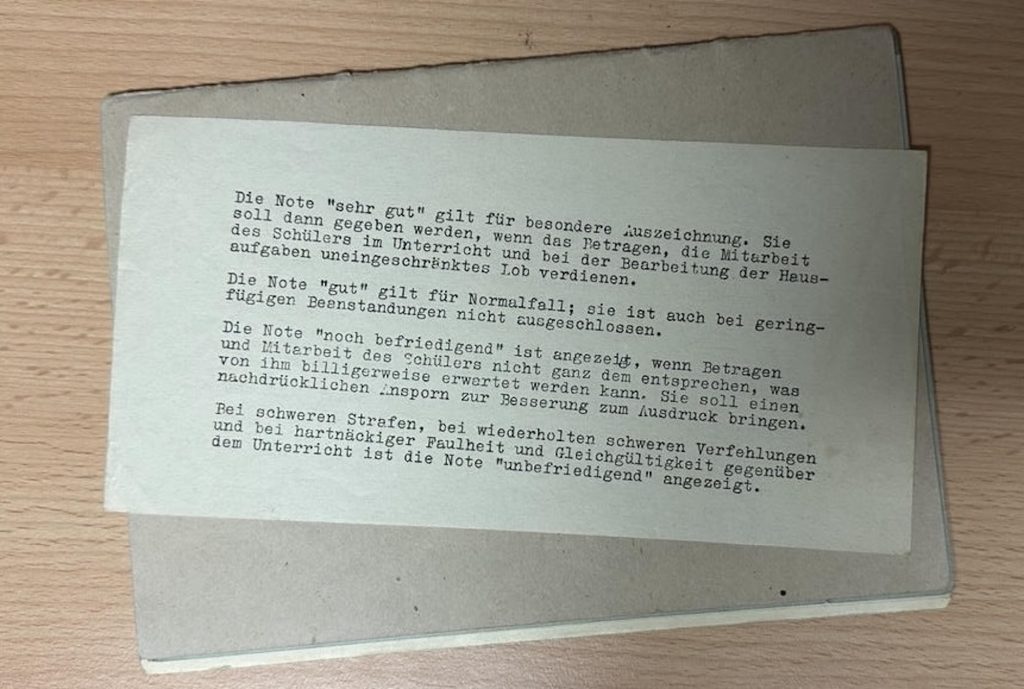 Die Note "sehr gut" gilt für besondere Auszeichnung. Sie
soll dann gegeben werden, wenn das Betragen, die Mitarbeit
des Schülers im Unterricht und bei der Bearbeitung der Haus-
aufgaben uneingeschränktes Lob verdienen.
Die Note "gut" gilt für Normalfall; sie ist auch bei gering-
fügigen Beenstandungen nicht ausgeschlossen.
Die Note "noch befriedigend" ist angezeigt, wenn Betragen
und Mitarbeit des Schülers nicht ganz dem entsprechen, was
von ihm billigerweise erwartet werden kann. Sie soll einen
nachdrücklichen Ansporn zur Besserung zum Ausdruck bringen.
Bei schweren Strafen, bei wiederholten schweren Verfehlungen
und bei hartnäckiger Faulheit und Gleichgültigkeit gegenüber
dem Unterricht ist die Note "unbefriedigend" angezeigt.